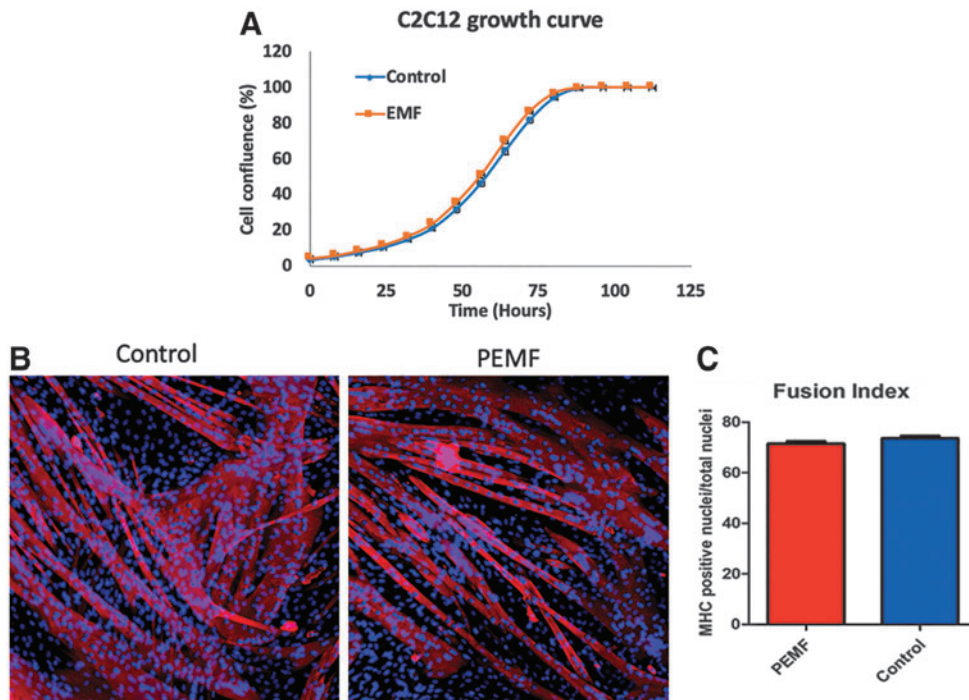 A
C2C12 growth curve
Cell confluence (%)
120
100
80
60
40
20
0
Control
EMF
0 25 50 75 100 125
Time (Hours)
B
Control PEMF
C
Fusion Index
MHC positive nuclei/total nuclei
80
60
40
20
0
PEMF Control